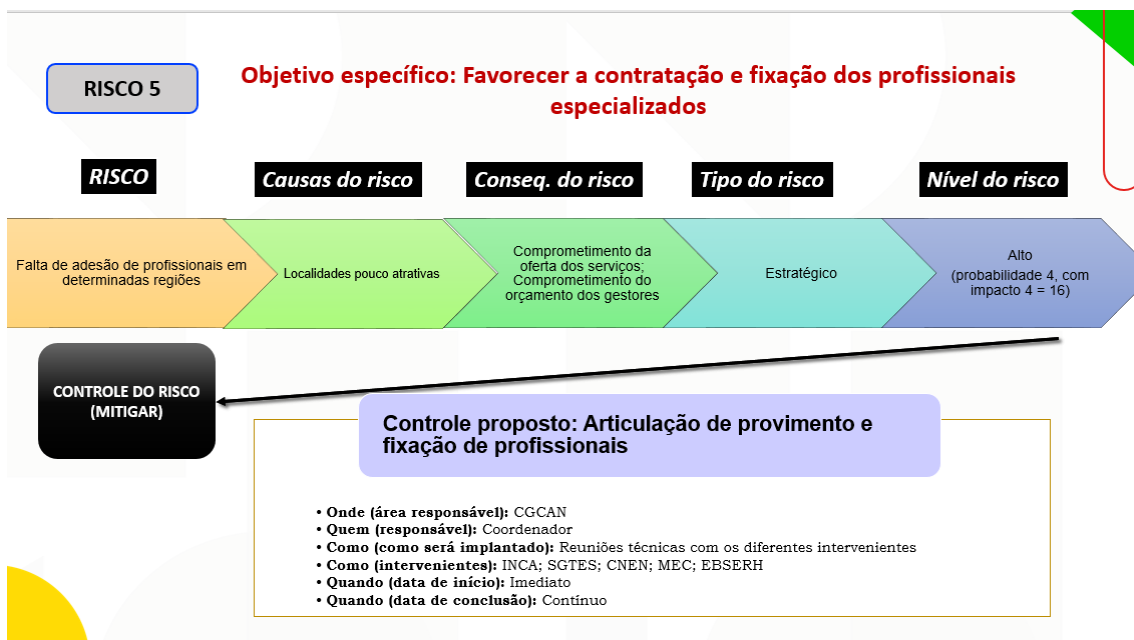 RISCO 5
Objetivo específico: Favorecer a contratação e fixação dos profissionais
especializados
RISCO
Causas do risco
Conseq. do risco
Tipo do risco
Nível do risco
Falta de adesão de profissionais em
determinadas regiões
Localidades pouco atrativas
Comprometimento da
oferta dos serviços;
Comprometimento do
orçamento dos gestores
Estratégico
Alto
(probabilidade 4, com
impacto 4 = 16)
CONTROLE DO RISCO
(MITIGAR)
Controle proposto: Articulação de provimento e
fixação de profissionais
• Onde (área responsável): CGCAN
• Quem (responsável): Coordenador
• Como (como será implantado): Reuniões técnicas com os diferentes intervenientes
• Como (intervenientes): INCA; SGTES; CNEN; MEC; EBSERH
• Quando (data de início): Imediato
• Quando (data de conclusão): Contínuo